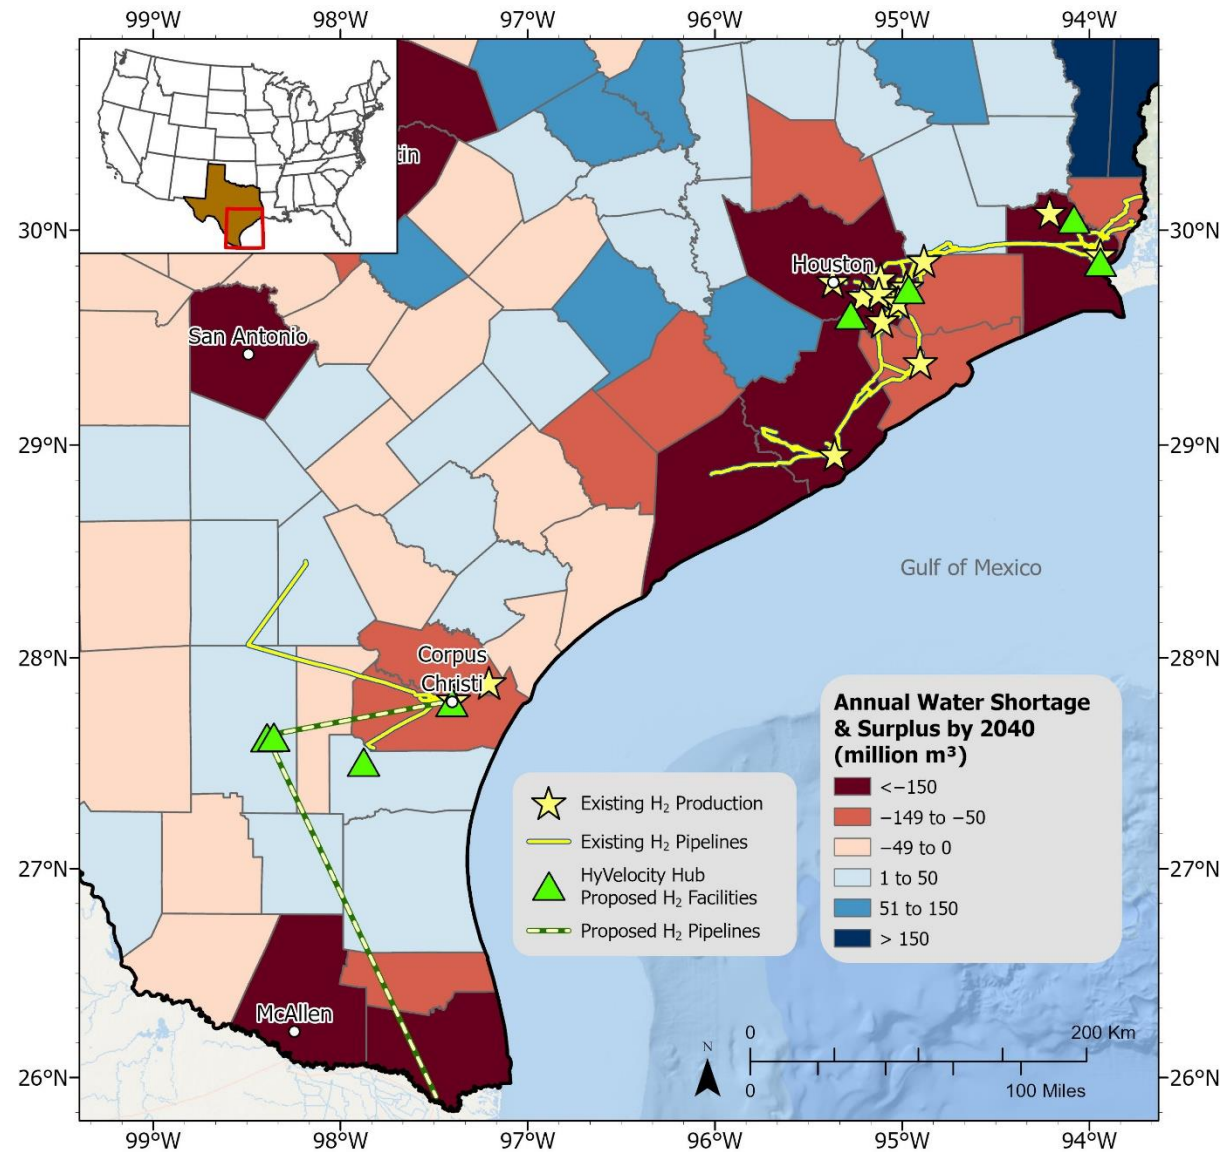 99°W 98°W 97°W 96°W 95°W 94°W
tin
30°N
30°N
Houston
San Antonio
29°N
29°N
Gulf of Mexico
28°N
28°N
Corpus
Christi
Annual Water Shortage
& Surplus by 2040
(million m³)
<−150
−149 to −50
−49 to 0
1 to 50
51 to 150
> 150
Existing H₂ Production
Existing H₂ Pipelines
HyVelocity Hub
Proposed H₂ Facilities
Proposed H₂ Pipelines
27°N
27°N
McAllen
N
0 200 Km
0 100 Miles
26°N
26°N
99°W 98°W 97°W 96°W 95°W 94°W